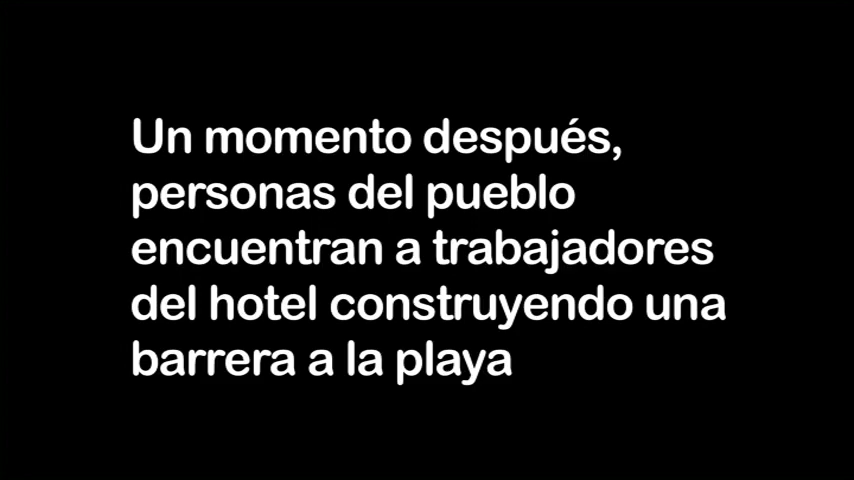 Un momento después,
personas del pueblo
encuentran a trabajadores
del hotel construyendo una
barrera a la playa